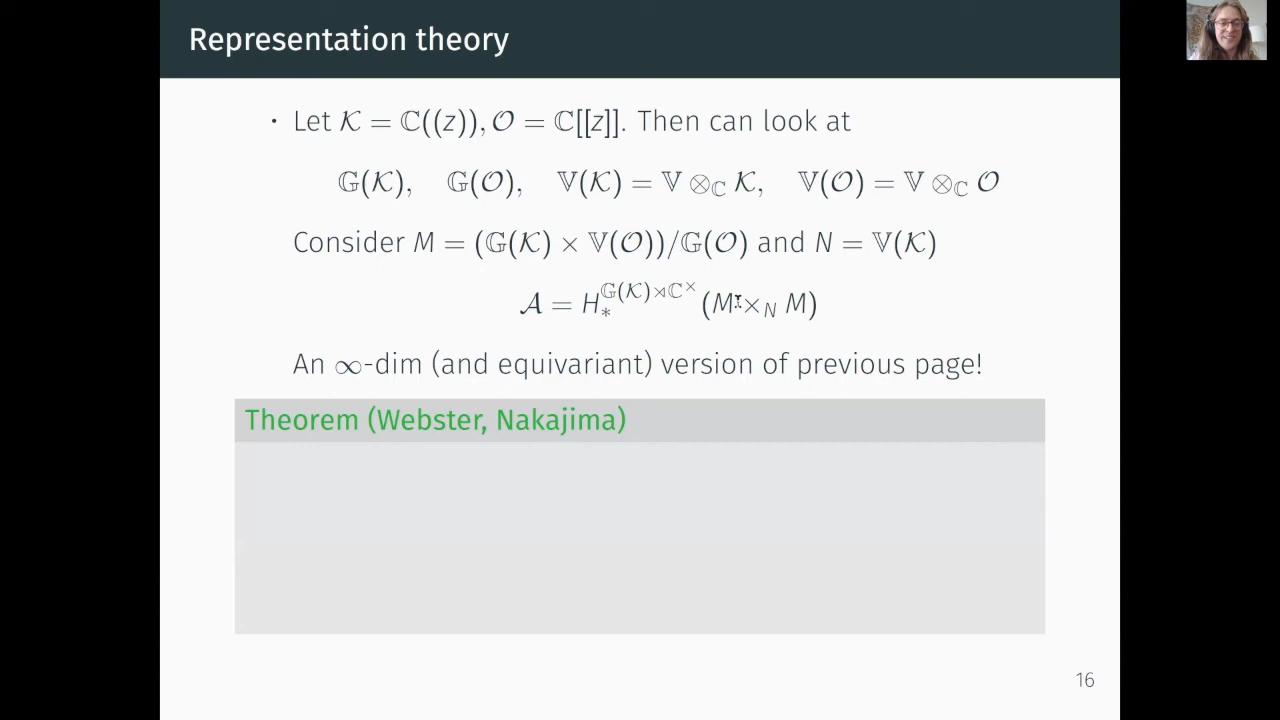 Representation theory
· Let 𝒦 = ℂ((z)), 𝒪 = ℂ[[z]]. Then can look at
𝔾(𝒦), 𝔾(𝒪), 𝕍(𝒦) = 𝕍 ⊗_ℂ 𝒦, 𝕍(𝒪) = 𝕍 ⊗_ℂ 𝒪
Consider M = (𝔾(𝒦) × 𝕍(𝒪))/𝔾(𝒪) and N = 𝕍(𝒦)
𝒜 = H_*^{𝔾(𝒦)⋊ℂ^×} (M ×_N M)
An ∞-dim (and equivariant) version of previous page!
Theorem (Webster, Nakajima)
16